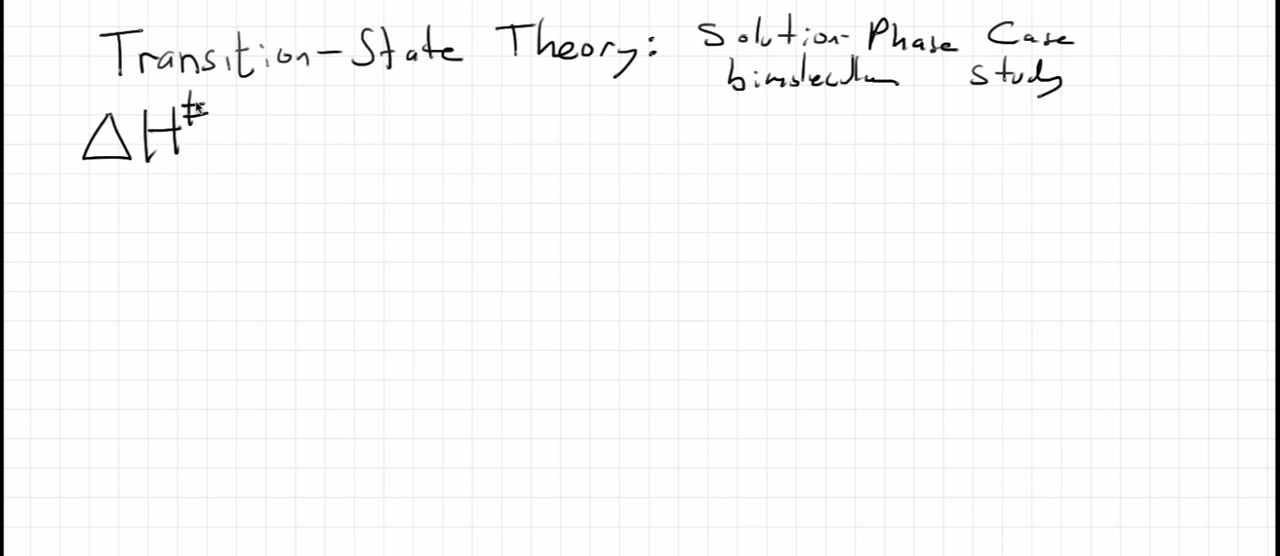 Transition-State Theory: Solution-Phase Case
bimolecular study
ΔH‡